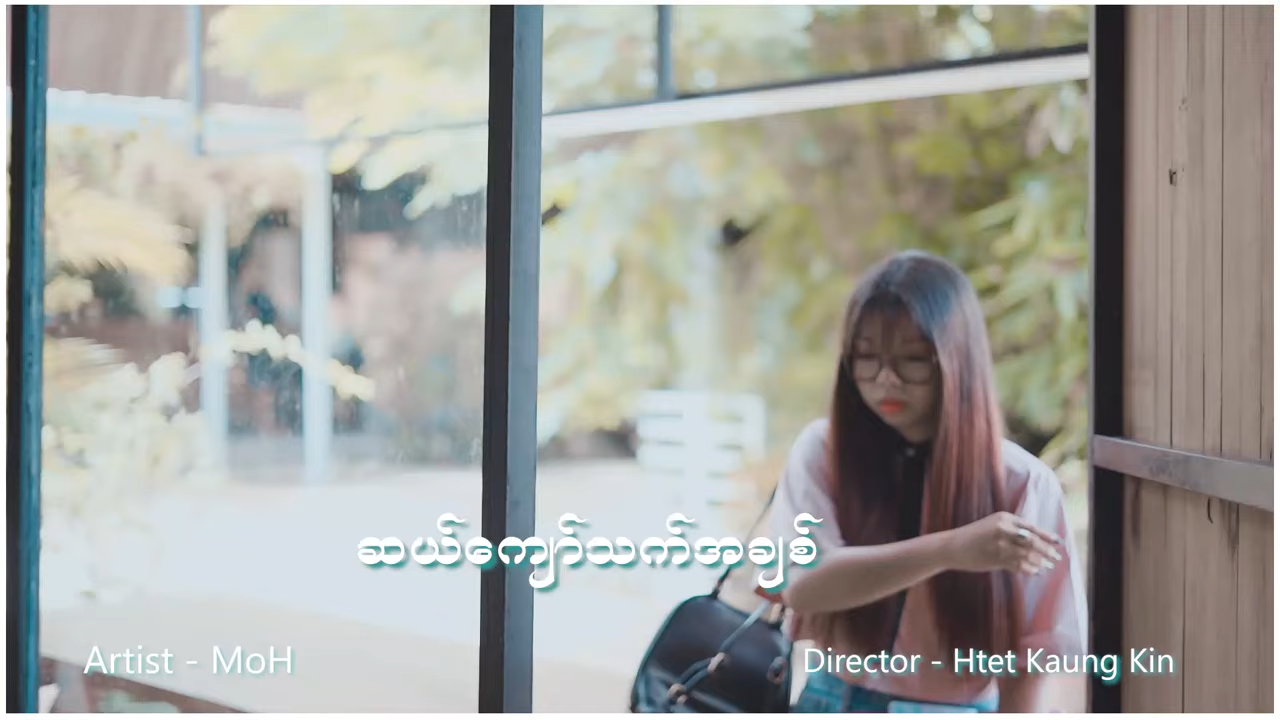 ဆယ်ကျော်သက်အချစ်
Artist - MoH
Director - Htet Kaung Kin